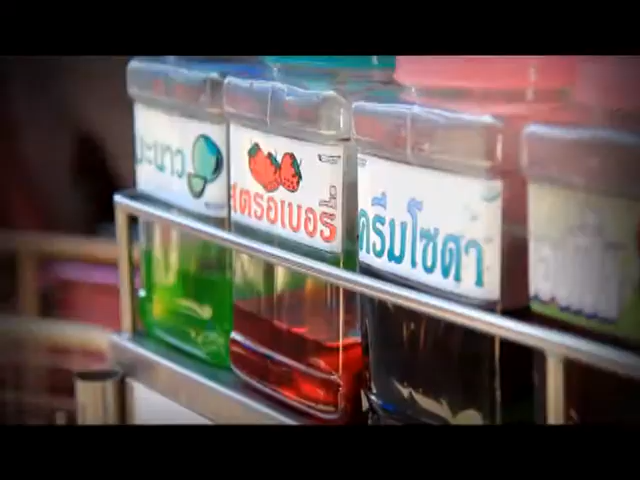 มะนาว
สตรอเบอรี่
ครีมโซดา